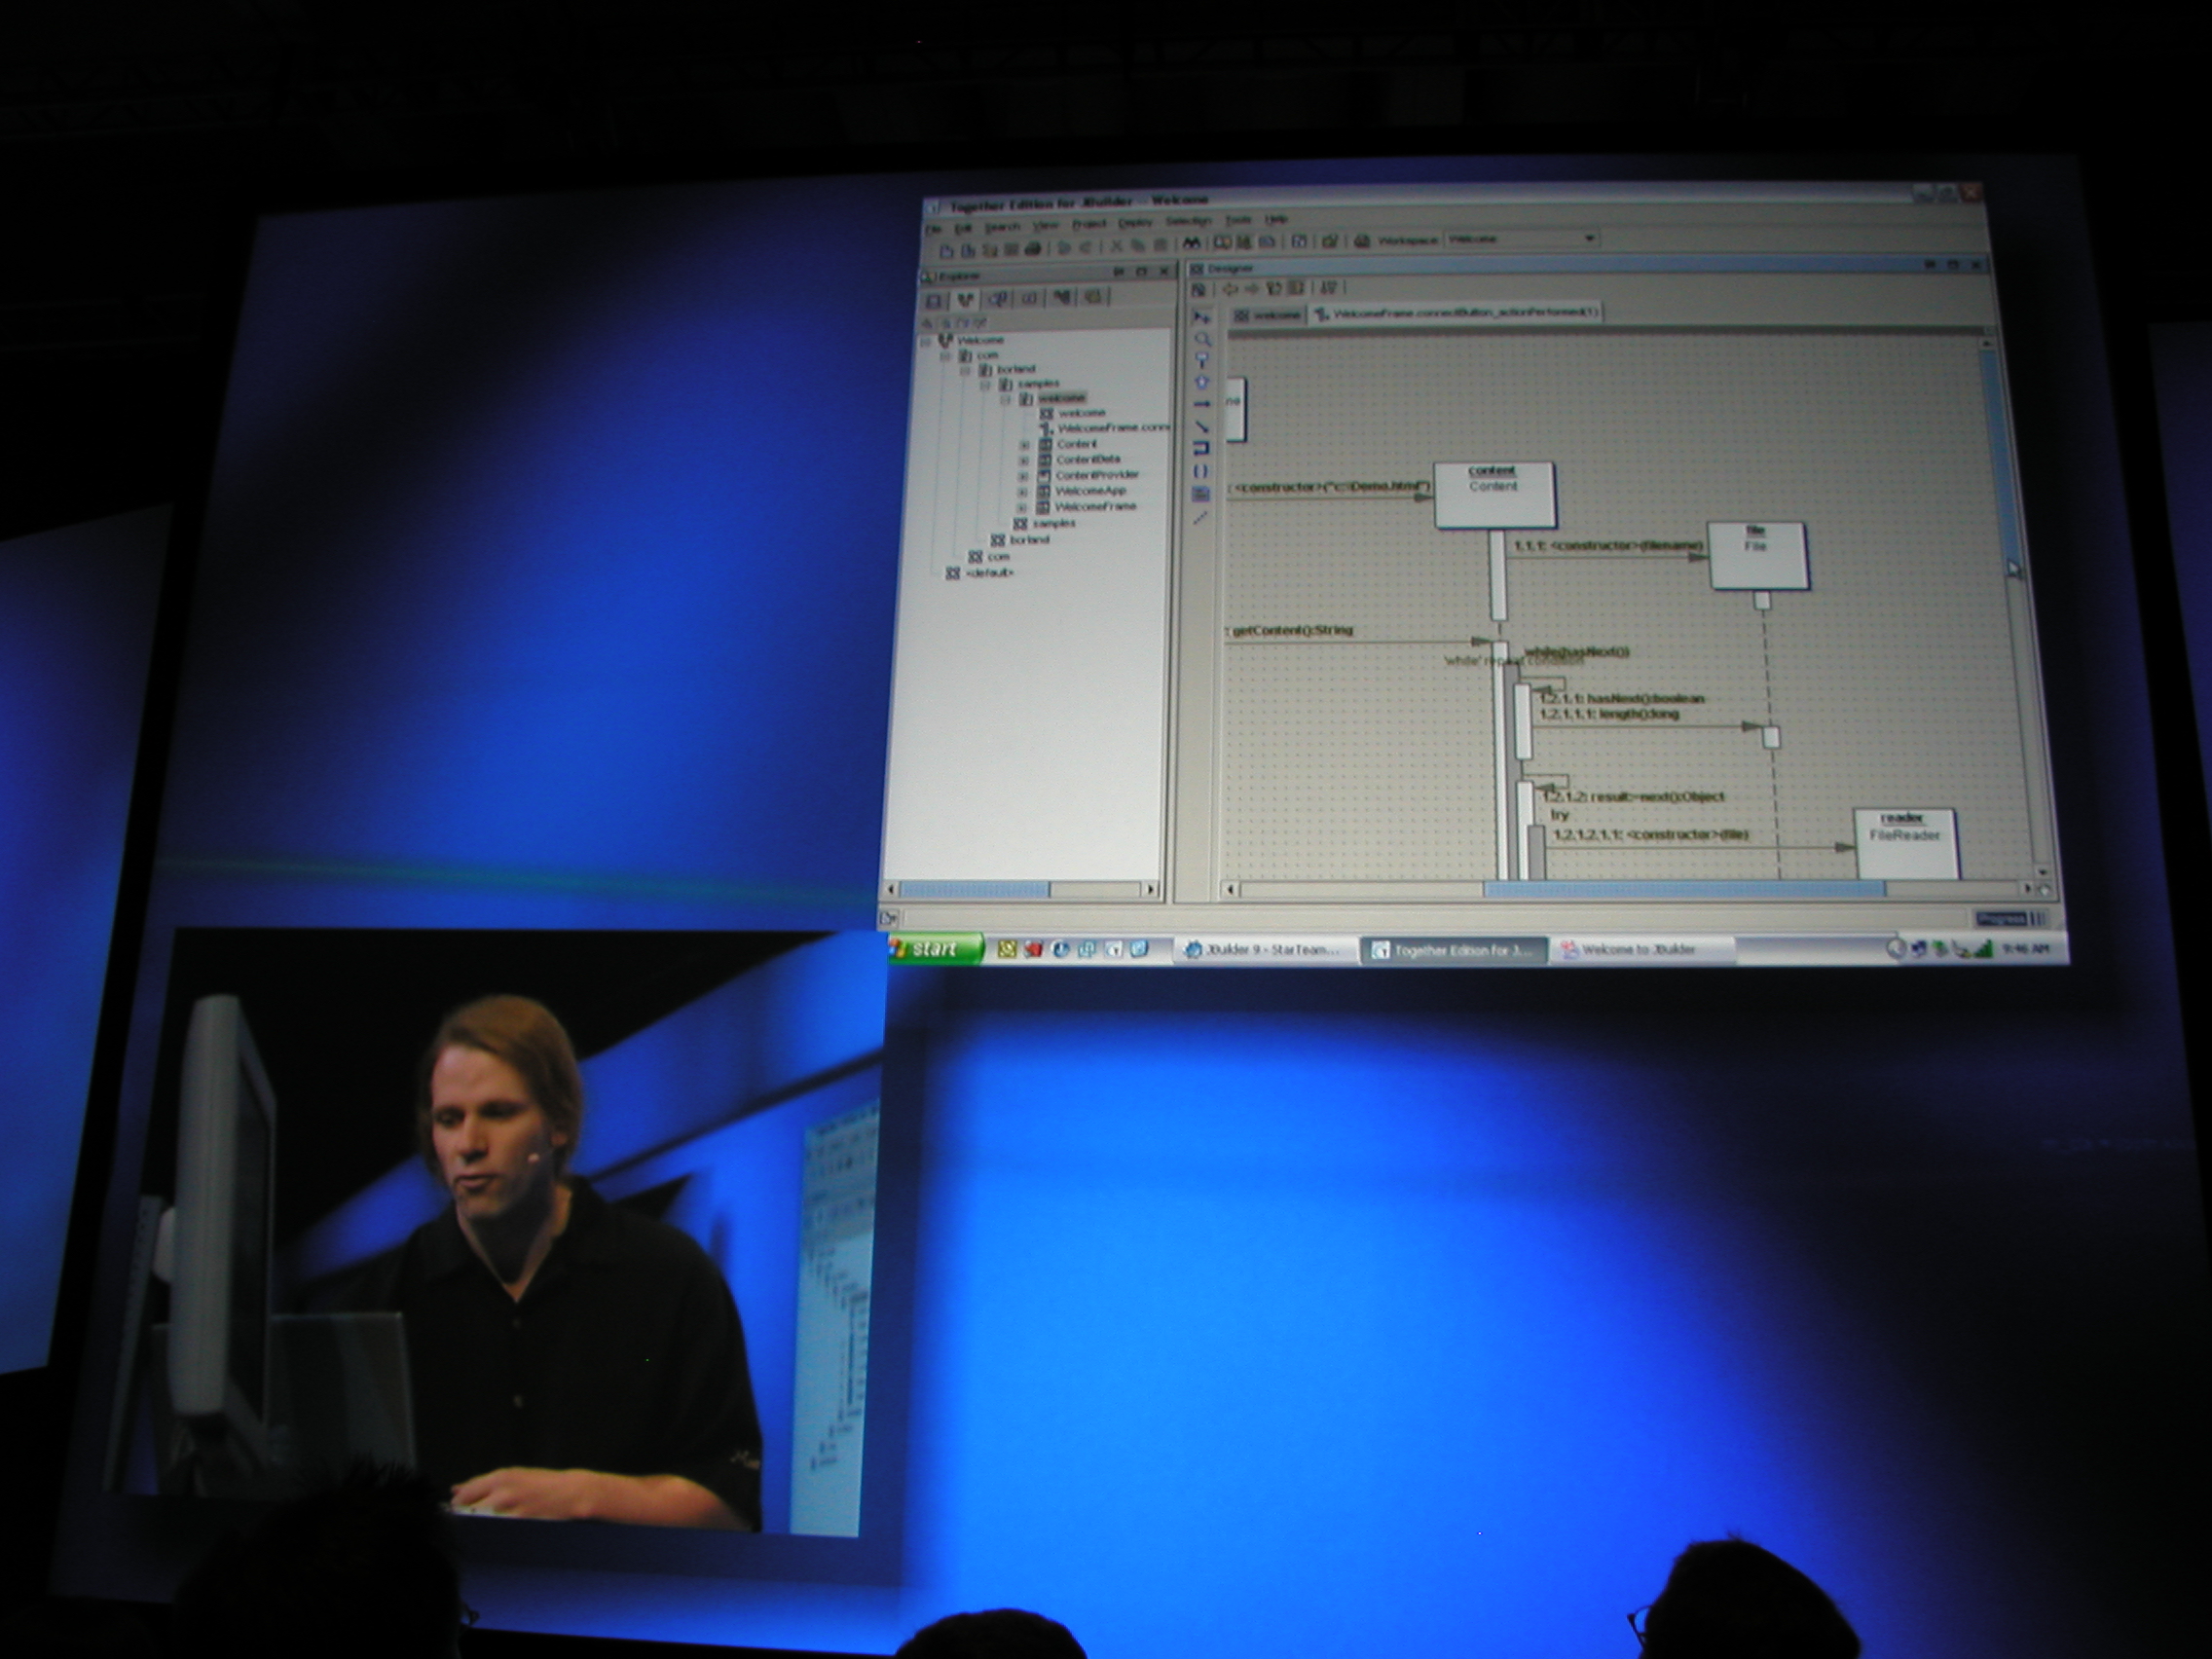 Together Edition for JBuilder - Welcome
File Edit Search View Project Deploy Selection Tools Help
Workspace: Welcome
Explorer
Designer
welcome
WelcomeFrame.connectButton_actionPerformed(1)
Welcome
com
borland
samples
welcome
welcome
WelcomeFrame.conne
Content
ContentData
ContentProvider
WelcomeApp
WelcomeFrame
samples
borland
com
<default>
: <constructor>("c:\Demo.html")
content
Content
1.1.1: <constructor>(filename)
file
File
: getContent():String
while(hasNext())
'while' repeat condition
1.2.1.1: hasNext():boolean
1.2.1.1.1: length():long
1.2.1.2: result:=next():Object
try
1.2.1.2.1.1: <constructor>(file)
reader
FileReader
Progress
start
JBuilder 9 - StarTeam...
Together Edition for J...
Welcome to JBuilder
9:46 AM